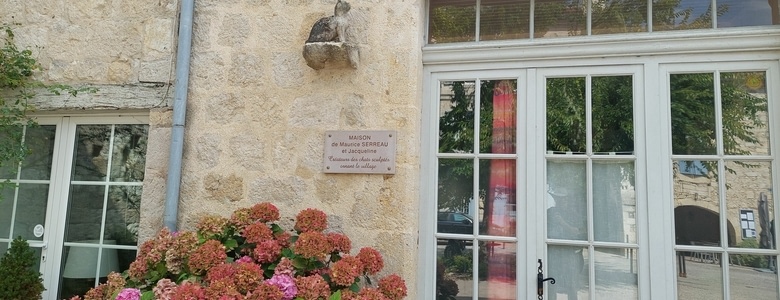 MAISON
de Maurice SERREAU
et Jacqueline
Créateurs des chats sculptés
ornant le village